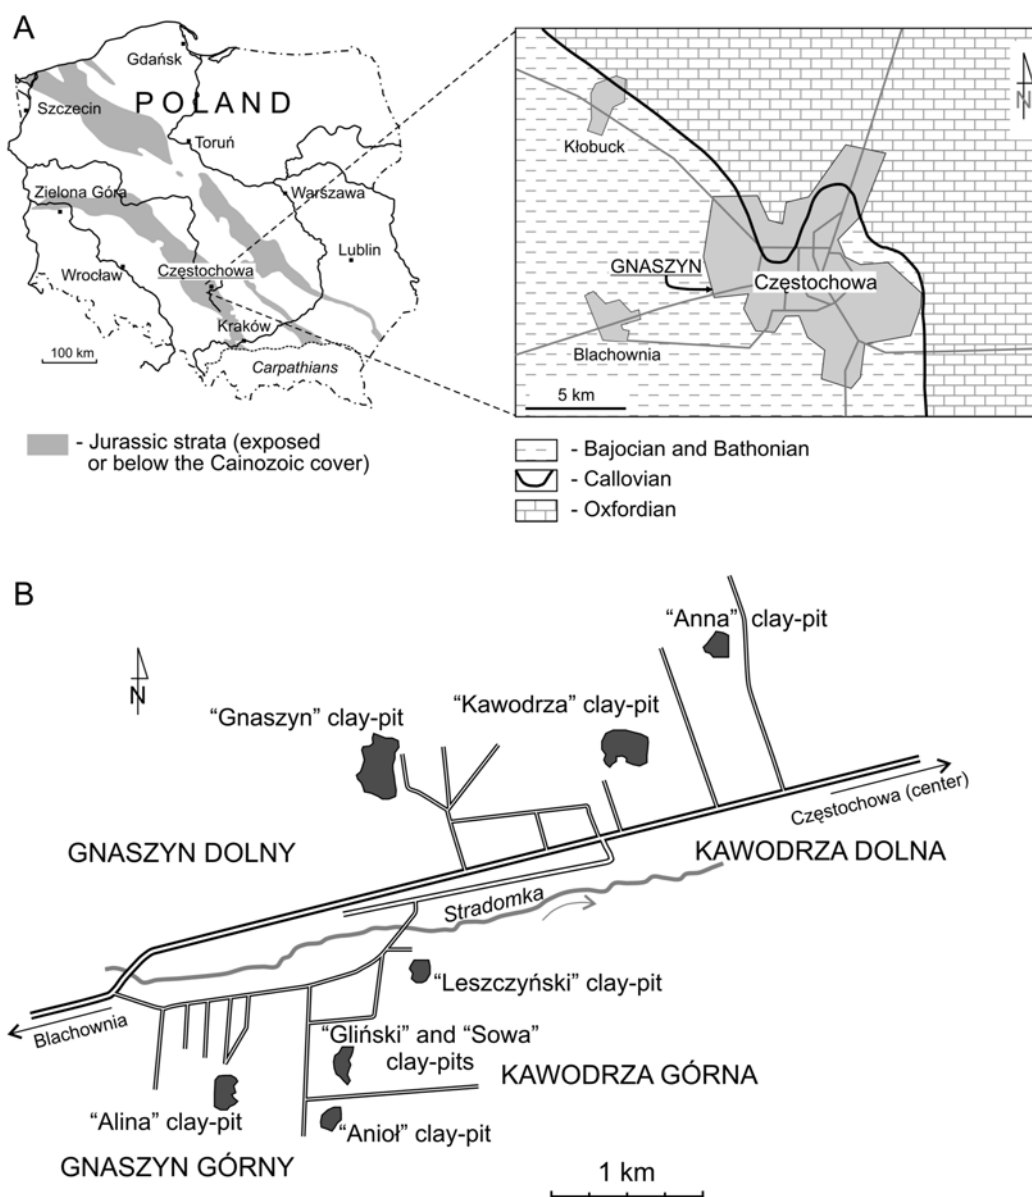 A
Gdańsk
POLAND
Szczecin
Toruń
Zielona Góra
Warszawa
Wrocław
Częstochowa
Lublin
Kraków
100 km
Carpathians
- Jurassic strata (exposed
or below the Cainozoic cover)
N
Kłobuck
GNASZYN
Częstochowa
Blachownia
5 km
- Bajocian and Bathonian
- Callovian
- Oxfordian
B
N
“Anna” clay-pit
“Gnaszyn” clay-pit
“Kawodrza” clay-pit
Częstochowa (center)
GNASZYN DOLNY
KAWODRZA DOLNA
Stradomka
“Leszczyński” clay-pit
Blachownia
“Gliński” and “Sowa”
clay-pits
KAWODRZA GÓRNA
“Alina” clay-pit
“Anioł” clay-pit
GNASZYN GÓRNY
1 km